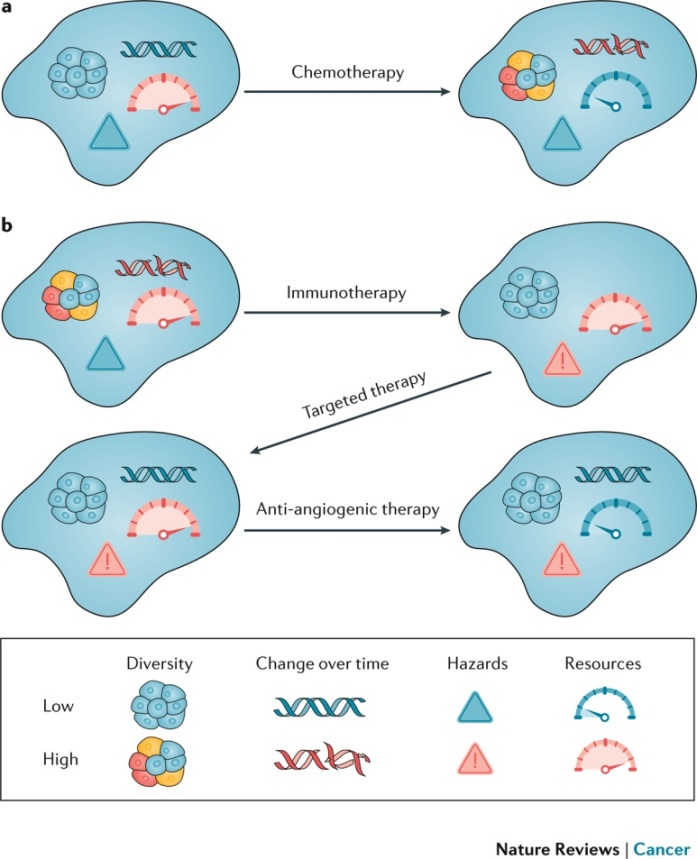 a
Chemotherapy
b
Immunotherapy
!
Targeted therapy
Anti-angiogenic therapy
!
!
Diversity Change over time Hazards Resources
Low
High
!
Nature Reviews | Cancer